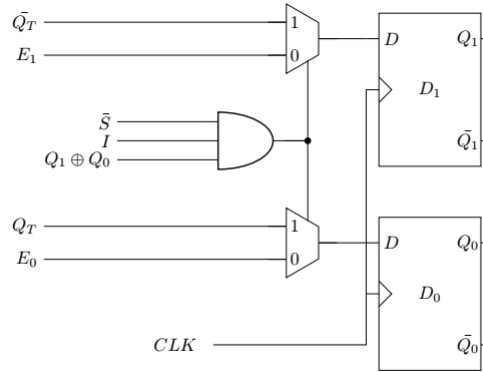 Q̄_T 1 D Q_1
E_1 0
D_1
S̄
I Q̄_1
Q_1 ⊕ Q_0
Q_T 1 D Q_0
E_0 0
D_0
CLK Q̄_0